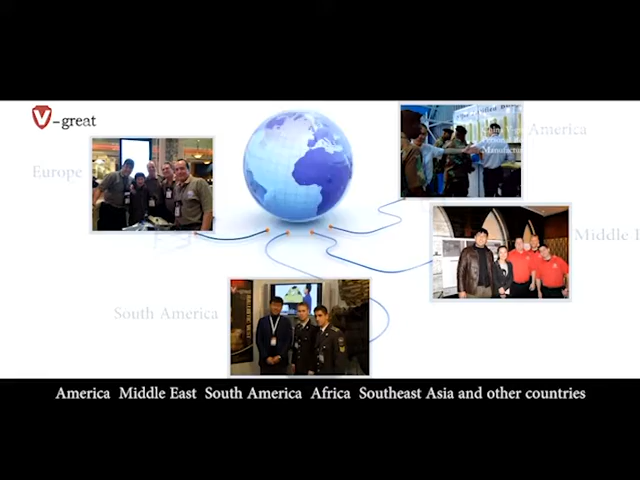 V-great
America
Europe
Middle E
South America
America  Middle East  South America  Africa  Southeast Asia and other countries